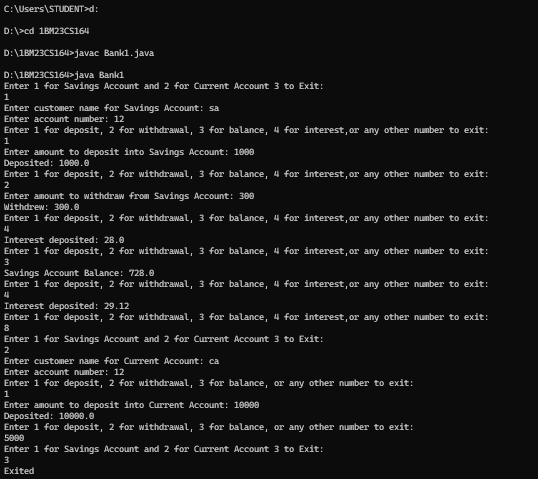 C:\Users\STUDENT>d:
D:\>cd 1BM23CS164
D:\1BM23CS164>javac Bank1.java
D:\1BM23CS164>java Bank1
Enter 1 for Savings Account and 2 for Current Account 3 to Exit:
1
Enter customer name for Savings Account: sa
Enter account number: 12
Enter 1 for deposit, 2 for withdrawal, 3 for balance, 4 for interest,or any other number to exit:
1
Enter amount to deposit into Savings Account: 1000
Deposited: 1000.0
Enter 1 for deposit, 2 for withdrawal, 3 for balance, 4 for interest,or any other number to exit:
2
Enter amount to withdraw from Savings Account: 300
Withdrew: 300.0
Enter 1 for deposit, 2 for withdrawal, 3 for balance, 4 for interest,or any other number to exit:
4
Interest deposited: 28.0
Enter 1 for deposit, 2 for withdrawal, 3 for balance, 4 for interest,or any other number to exit:
3
Savings Account Balance: 728.0
Enter 1 for deposit, 2 for withdrawal, 3 for balance, 4 for interest,or any other number to exit:
4
Interest deposited: 29.12
Enter 1 for deposit, 2 for withdrawal, 3 for balance, 4 for interest,or any other number to exit:
8
Enter 1 for Savings Account and 2 for Current Account 3 to Exit:
2
Enter customer name for Current Account: ca
Enter account number: 12
Enter 1 for deposit, 2 for withdrawal, 3 for balance, or any other number to exit:
1
Enter amount to deposit into Current Account: 10000
Deposited: 10000.0
Enter 1 for deposit, 2 for withdrawal, 3 for balance, or any other number to exit:
5000
Enter 1 for Savings Account and 2 for Current Account 3 to Exit:
3
Exited